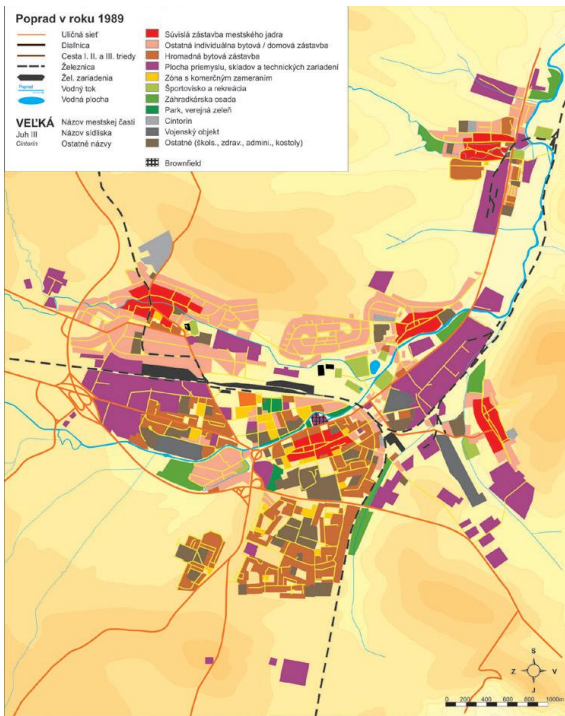 Poprad v roku 1989
Uličná sieť
Diaľnica
Cesta I. II. a III. triedy
Železnica
Žel. zariadenia
Poprad Vodný tok
Vodná plocha
VEĽKÁ Názov mestskej časti
Juh III Názov sídliska
Cintorín Ostatné názvy
Súvislá zástavba mestského jadra
Ostatná individuálna bytová / domová zástavba
Hromadná bytová zástavba
Plocha priemyslu, skladov a technických zariadení
Zóna s komerčným zameraním
Športovisko a rekreácia
Záhradkárska osada
Park, verejná zeleň
Cintorín
Vojenský objekt
Ostatné (škols., zdrav., admini., kostoly)
Brownfield
S
Z V
J
0 200 400 600 800 1000m